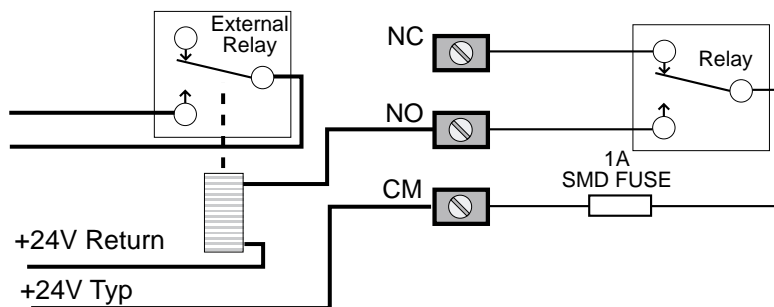 External
Relay
NC
Relay
NO
1A
SMD FUSE
CM
+24V Return
+24V Typ